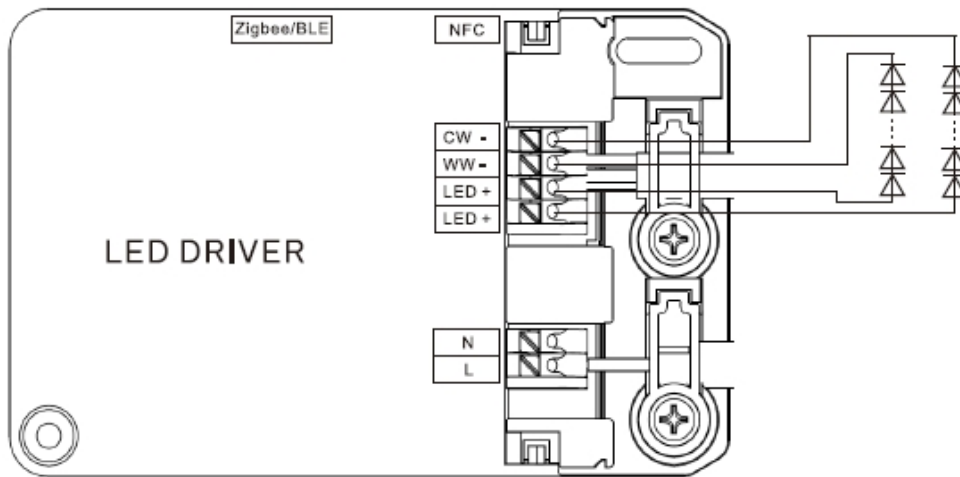 Zigbee/BLE
NFC
CW -
WW -
LED +
LED +
LED DRIVER
N
L